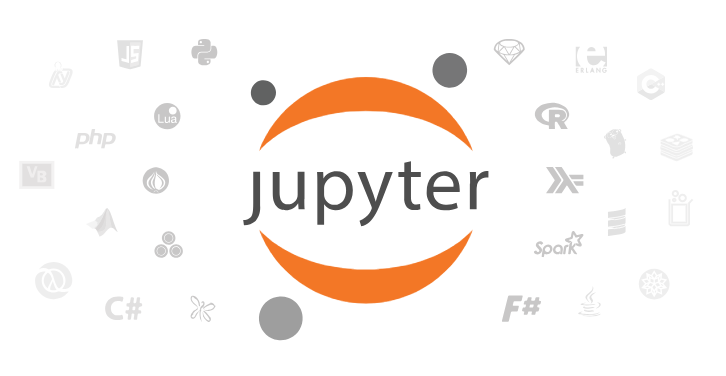 JS
ERLANG
C++
Lua
R
php
VB
jupyter
Spark
C#
F#